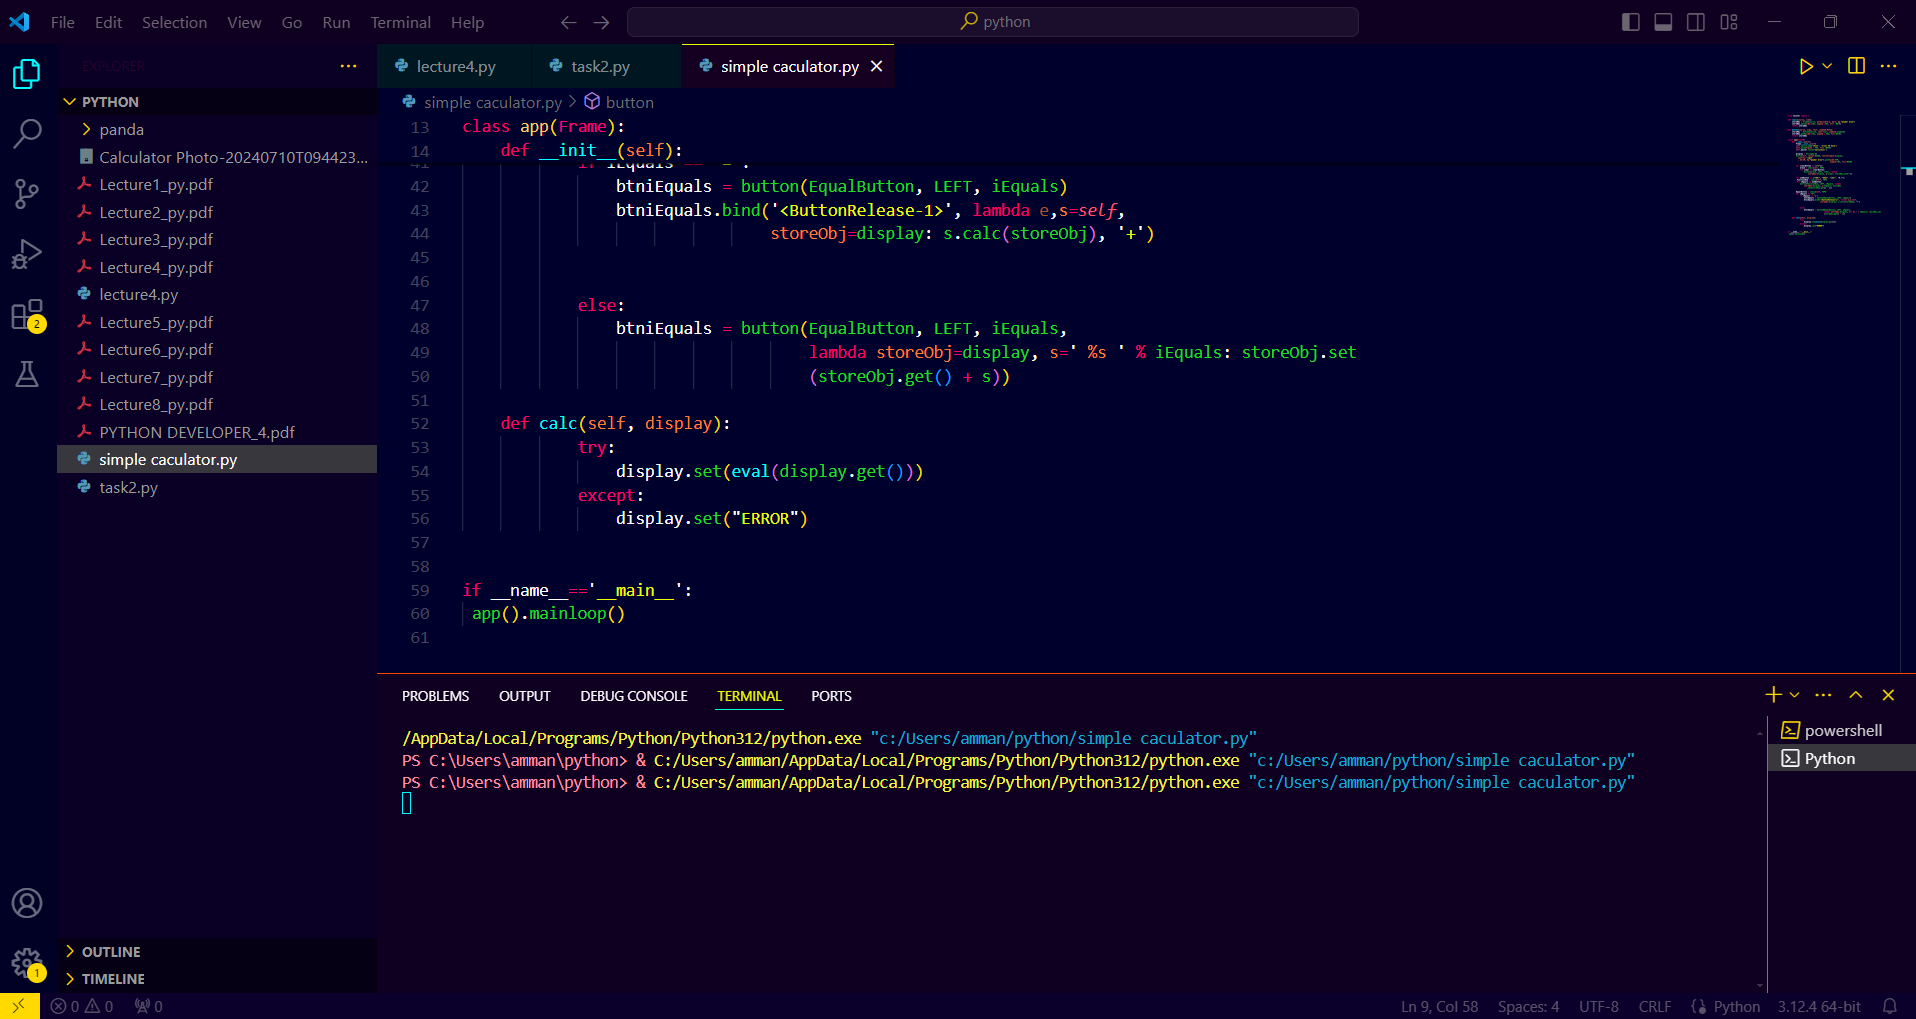 File Edit Selection View Go Run Terminal Help
python
EXPLORER
PYTHON
panda
Calculator Photo-20240710T094423...
Lecture1_py.pdf
Lecture2_py.pdf
Lecture3_py.pdf
Lecture4_py.pdf
lecture4.py
Lecture5_py.pdf
Lecture6_py.pdf
Lecture7_py.pdf
Lecture8_py.pdf
PYTHON DEVELOPER_4.pdf
simple caculator.py
task2.py
OUTLINE
TIMELINE
2
1
lecture4.py task2.py simple caculator.py
simple caculator.py > button
13 class app(Frame):
14 def __init__(self):
41 if iEquals == '=':
42 btniEquals = button(EqualButton, LEFT, iEquals)
43 btniEquals.bind('<ButtonRelease-1>', lambda e,s=self,
44 storeObj=display: s.calc(storeObj), '+')
45
46
47 else:
48 btniEquals = button(EqualButton, LEFT, iEquals,
49 lambda storeObj=display, s=' %s ' % iEquals: storeObj.set
50 (storeObj.get() + s))
51
52 def calc(self, display):
53 try:
54 display.set(eval(display.get()))
55 except:
56 display.set("ERROR")
57
58
59 if __name__=='__main__':
60 app().mainloop()
61
PROBLEMS OUTPUT DEBUG CONSOLE TERMINAL PORTS
/AppData/Local/Programs/Python/Python312/python.exe "c:/Users/amman/python/simple caculator.py"
PS C:\Users\amman\python> & C:/Users/amman/AppData/Local/Programs/Python/Python312/python.exe "c:/Users/amman/python/simple caculator.py"
PS C:\Users\amman\python> & C:/Users/amman/AppData/Local/Programs/Python/Python312/python.exe "c:/Users/amman/python/simple caculator.py"
powershell
Python
0 0 0
Ln 9, Col 58 Spaces: 4 UTF-8 CRLF Python 3.12.4 64-bit